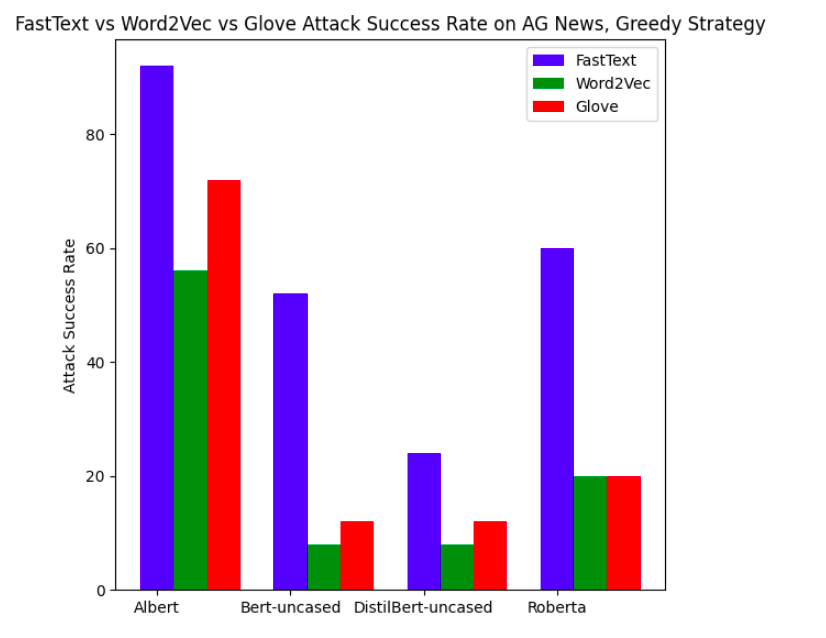 FastText vs Word2Vec vs Glove Attack Success Rate on AG News, Greedy Strategy
FastText
Word2Vec
Glove
Attack Success Rate
80
60
40
20
0
Albert
Bert-uncased
DistilBert-uncased
Roberta